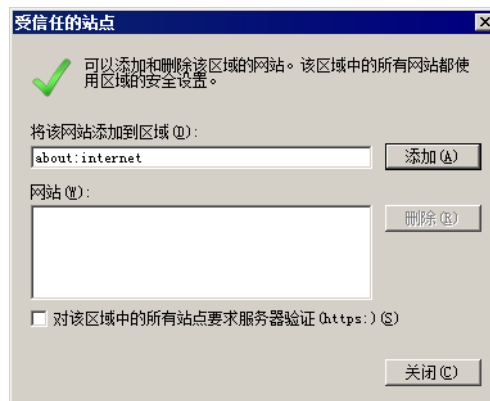 受信任的站点
可以添加和删除该区域的网站。该区域中的所有网站都使
用区域的安全设置。
将该网站添加到区域(D):
about:internet
添加(A)
网站(W):
删除(R)
对该区域中的所有站点要求服务器验证(https:)(S)
关闭(C)